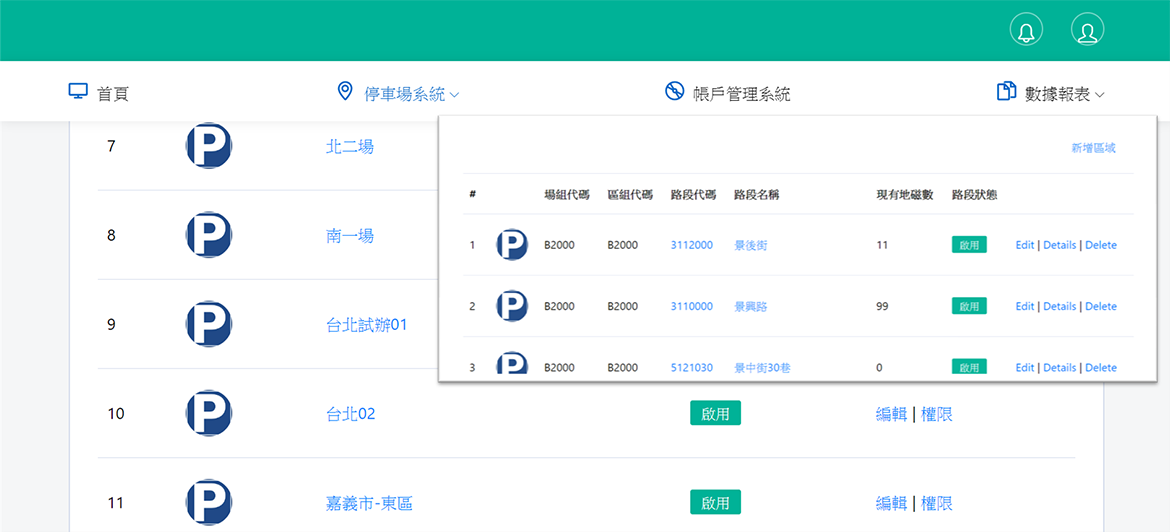 首頁 停車場系統 帳戶管理系統 數據報表
7 P 北二場
8 P 南一場
9 P 台北試辦01
10 P 台北02 啟用 編輯 | 權限
11 P 嘉義市-東區 啟用 編輯 | 權限
新增區域
# 場組代碼 區組代碼 路段代碼 路段名稱 現有地磁數 路段狀態
1 P B2000 B2000 3112000 景後街 11 啟用 Edit | Details | Delete
2 P B2000 B2000 3110000 景興路 99 啟用 Edit | Details | Delete
3 P B2000 B2000 5121030 景中街30巷 0 啟用 Edit | Details | Delete